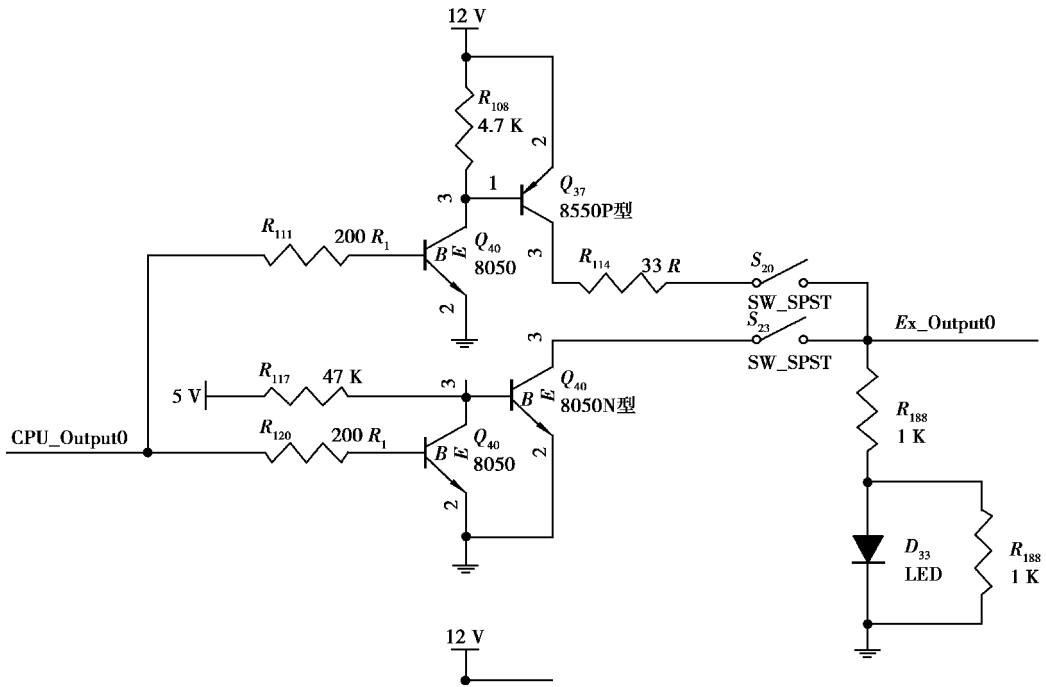 12 V
R108
4.7 K
2
3
1
Q37
8550P型
R111
200 R1
B
E
Q40
8050
2
3
R114
33 R
S20
SW_SPST
S23
SW_SPST
Ex_Output0
3
5 V
R117
47 K
3
B
E
Q40
8050N型
CPU_Output0
R120
200 R1
B
E
Q40
8050
2
2
R188
1 K
D33
LED
R188
1 K
12 V